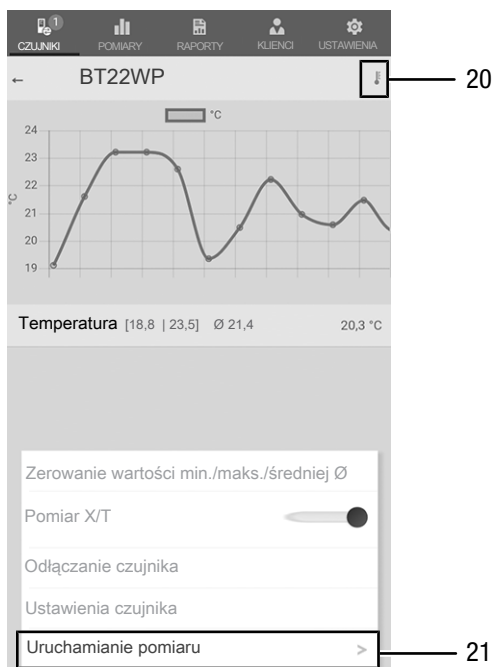 1
CZUJNIKI POMIARY RAPORTY KLIENCI USTAWIENIA
← BT22WP
20
°C
24
23
22
21
20
19
°C
Temperatura [18,8 | 23,5] Ø 21,4 20,3 °C
Zerowanie wartości min./maks./średniej Ø
Pomiar X/T
Odłączanie czujnika
Ustawienia czujnika
Uruchamianie pomiaru >
21